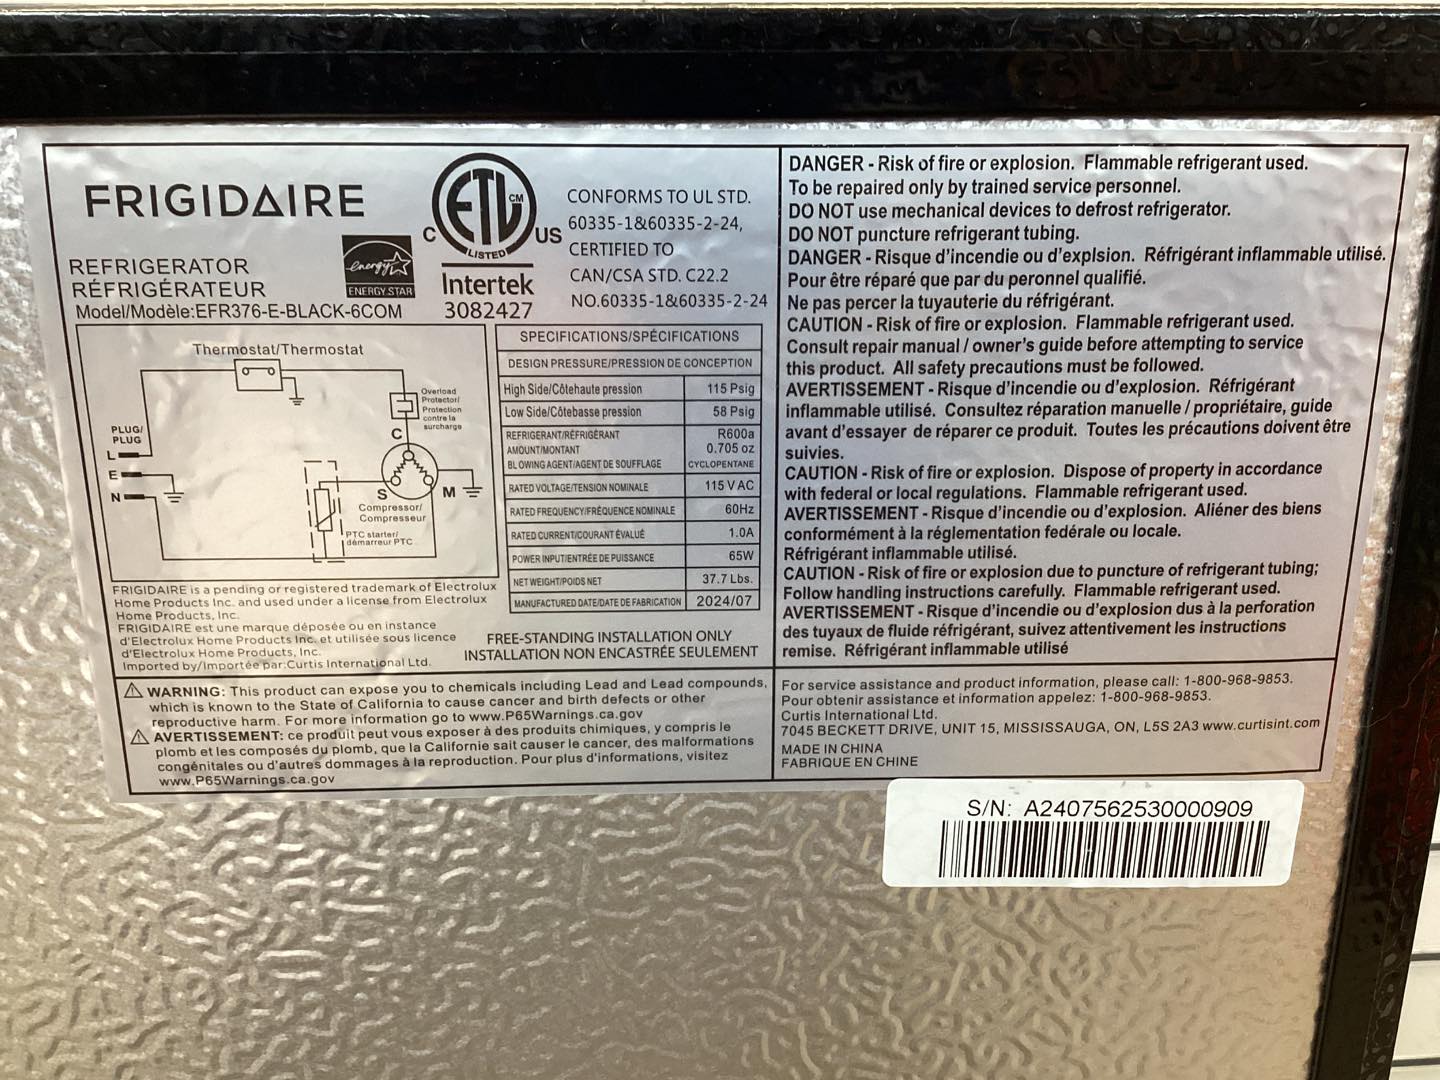 FRIGIDAIRE
REFRIGERATOR
RÉFRIGÉRATEUR
energy
ENERGY STAR
Model/Modèle:EFR376-E-BLACK-6COM
ETL CM
LISTED
C US
Intertek
3082427
CONFORMS TO UL STD.
60335-1&60335-2-24,
CERTIFIED TO
CAN/CSA STD. C22.2
NO.60335-1&60335-2-24
Thermostat/Thermostat
Overload
Protector/
Protection
contre la
surcharge
PLUG/
PLUG
L
E
N
C
S
M
Compressor/
Compresseur
PTC starter/
démarreur PTC
SPECIFICATIONS/SPÉCIFICATIONS
DESIGN PRESSURE/PRESSION DE CONCEPTION
High Side/Côtehaute pression 115 Psig
Low Side/Côtebasse pression 58 Psig
REFRIGERANT/RÉFRIGÉRANT R600a
AMOUNT/MONTANT 0.705 oz
BLOWING AGENT/AGENT DE SOUFFLAGE CYCLOPENTANE
RATED VOLTAGE/TENSION NOMINALE 115 V AC
RATED FREQUENCY/FRÉQUENCE NOMINALE 60Hz
RATED CURRENT/COURANT ÉVALUÉ 1.0A
POWER INPUT/ENTRÉE DE PUISSANCE 65W
NET WEIGHT/POIDS NET 37.7 Lbs.
MANUFACTURED DATE/DATE DE FABRICATION 2024/07
FRIGIDAIRE is a pending or registered trademark of Electrolux
Home Products Inc. and used under a license from Electrolux
Home Products, Inc.
FRIGIDAIRE est une marque déposée ou en instance
d'Electrolux Home Products Inc. et utilisée sous licence
d'Electrolux Home Products, Inc.
Imported by/Importée par:Curtis International Ltd.
FREE-STANDING INSTALLATION ONLY
INSTALLATION NON ENCASTRÉE SEULEMENT
DANGER - Risk of fire or explosion. Flammable refrigerant used.
To be repaired only by trained service personnel.
DO NOT use mechanical devices to defrost refrigerator.
DO NOT puncture refrigerant tubing.
DANGER - Risque d'incendie ou d'explsion. Réfrigérant inflammable utilisé.
Pour être réparé que par du peronnel qualifié.
Ne pas percer la tuyauterie du réfrigérant.
CAUTION - Risk of fire or explosion. Flammable refrigerant used.
Consult repair manual / owner's guide before attempting to service
this product. All safety precautions must be followed.
AVERTISSEMENT - Risque d'incendie ou d'explosion. Réfrigérant
inflammable utilisé. Consultez réparation manuelle / propriétaire, guide
avant d'essayer de réparer ce produit. Toutes les précautions doivent être
suivies.
CAUTION - Risk of fire or explosion. Dispose of property in accordance
with federal or local regulations. Flammable refrigerant used.
AVERTISSEMENT - Risque d'incendie ou d'explosion. Aliéner des biens
conformément à la réglementation fedérale ou locale.
Réfrigérant inflammable utilisé.
CAUTION - Risk of fire or explosion due to puncture of refrigerant tubing;
Follow handling instructions carefully. Flammable refrigerant used.
AVERTISSEMENT - Risque d'incendie ou d'explosion dus à la perforation
des tuyaux de fluide réfrigérant, suivez attentivement les instructions
remise. Réfrigérant inflammable utilisé
WARNING: This product can expose you to chemicals including Lead and Lead compounds,
which is known to the State of California to cause cancer and birth defects or other
reproductive harm. For more information go to www.P65Warnings.ca.gov
AVERTISSEMENT: ce produit peut vous exposer à des produits chimiques, y compris le
plomb et les composés du plomb, que la Californie sait causer le cancer, des malformations
congénitales ou d'autres dommages à la reproduction. Pour plus d'informations, visitez
www.P65Warnings.ca.gov
For service assistance and product information, please call: 1-800-968-9853.
Pour obtenir assistance et information appelez: 1-800-968-9853.
Curtis International Ltd.
7045 BECKETT DRIVE, UNIT 15, MISSISSAUGA, ON, L5S 2A3 www.curtisint.com
MADE IN CHINA
FABRIQUE EN CHINE
S/N: A2407562530000909